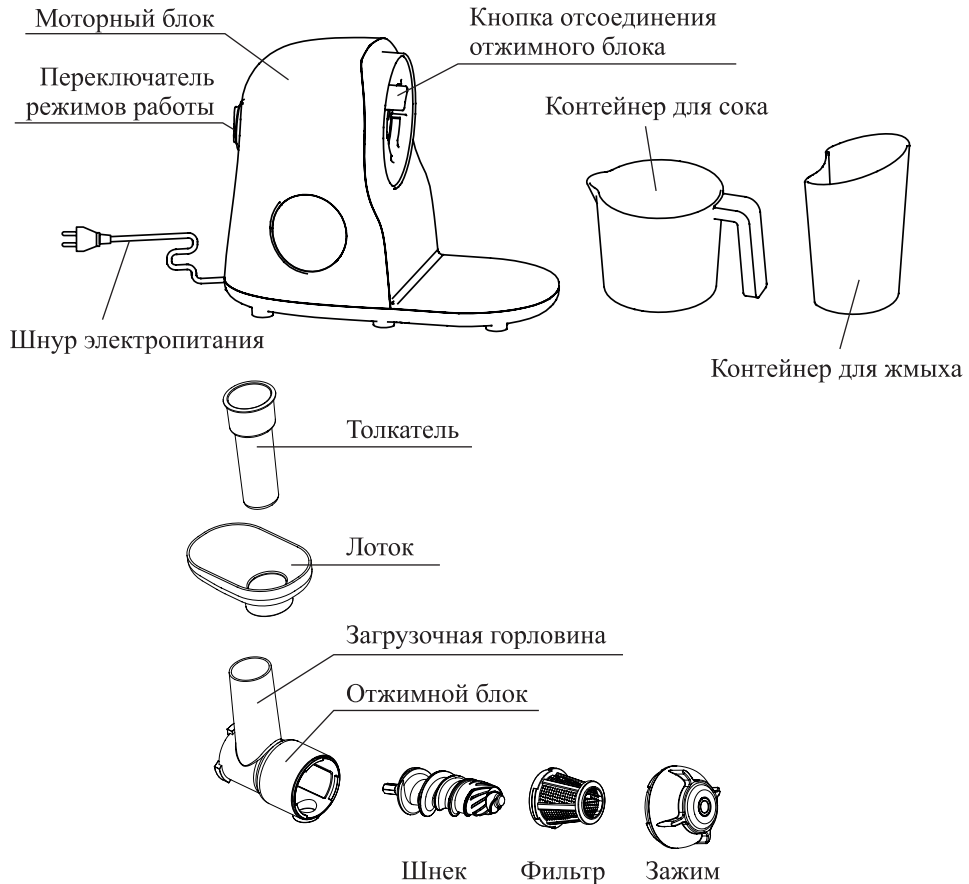 Моторный блок
Кнопка отсоединения
отжимного блока
Переключатель
режимов работы
Контейнер для сока
Шнур электропитания
Контейнер для жмыха
Толкатель
Лоток
Загрузочная горловина
Отжимной блок
Шнек
Фильтр
Зажим